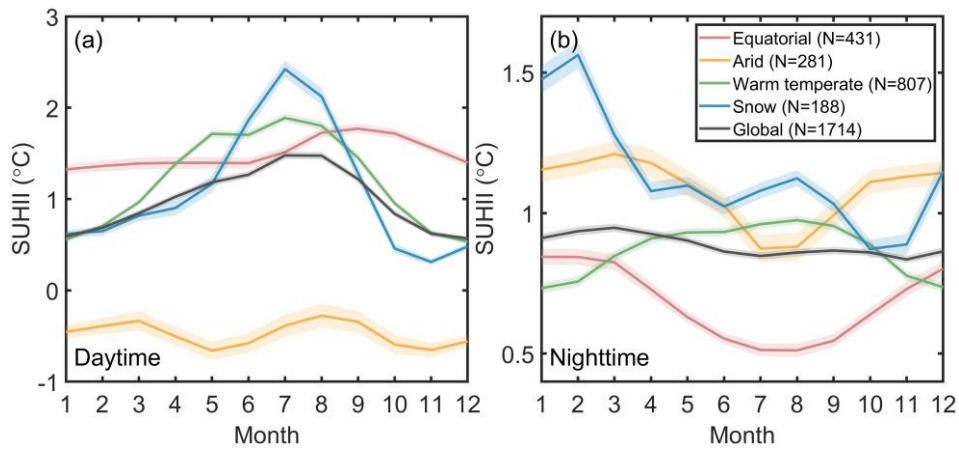 (a)
3
2
1
0
-1
SUHII (°C)
Daytime
1 2 3 4 5 6 7 8 9 10 11 12
Month
(b)
1.5
1
0.5
SUHII (°C)
Equatorial (N=431)
Arid (N=281)
Warm temperate (N=807)
Snow (N=188)
Global (N=1714)
Nighttime
1 2 3 4 5 6 7 8 9 10 11 12
Month